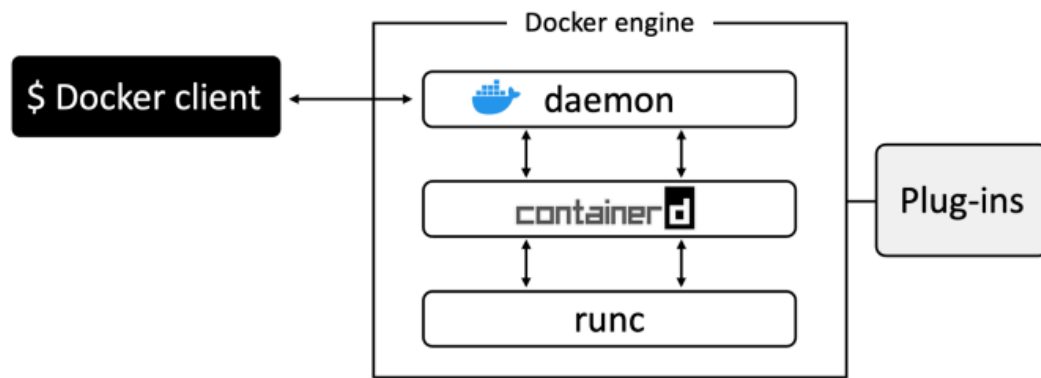 Docker engine
$ Docker client
daemon
containerd
Plug-ins
runc